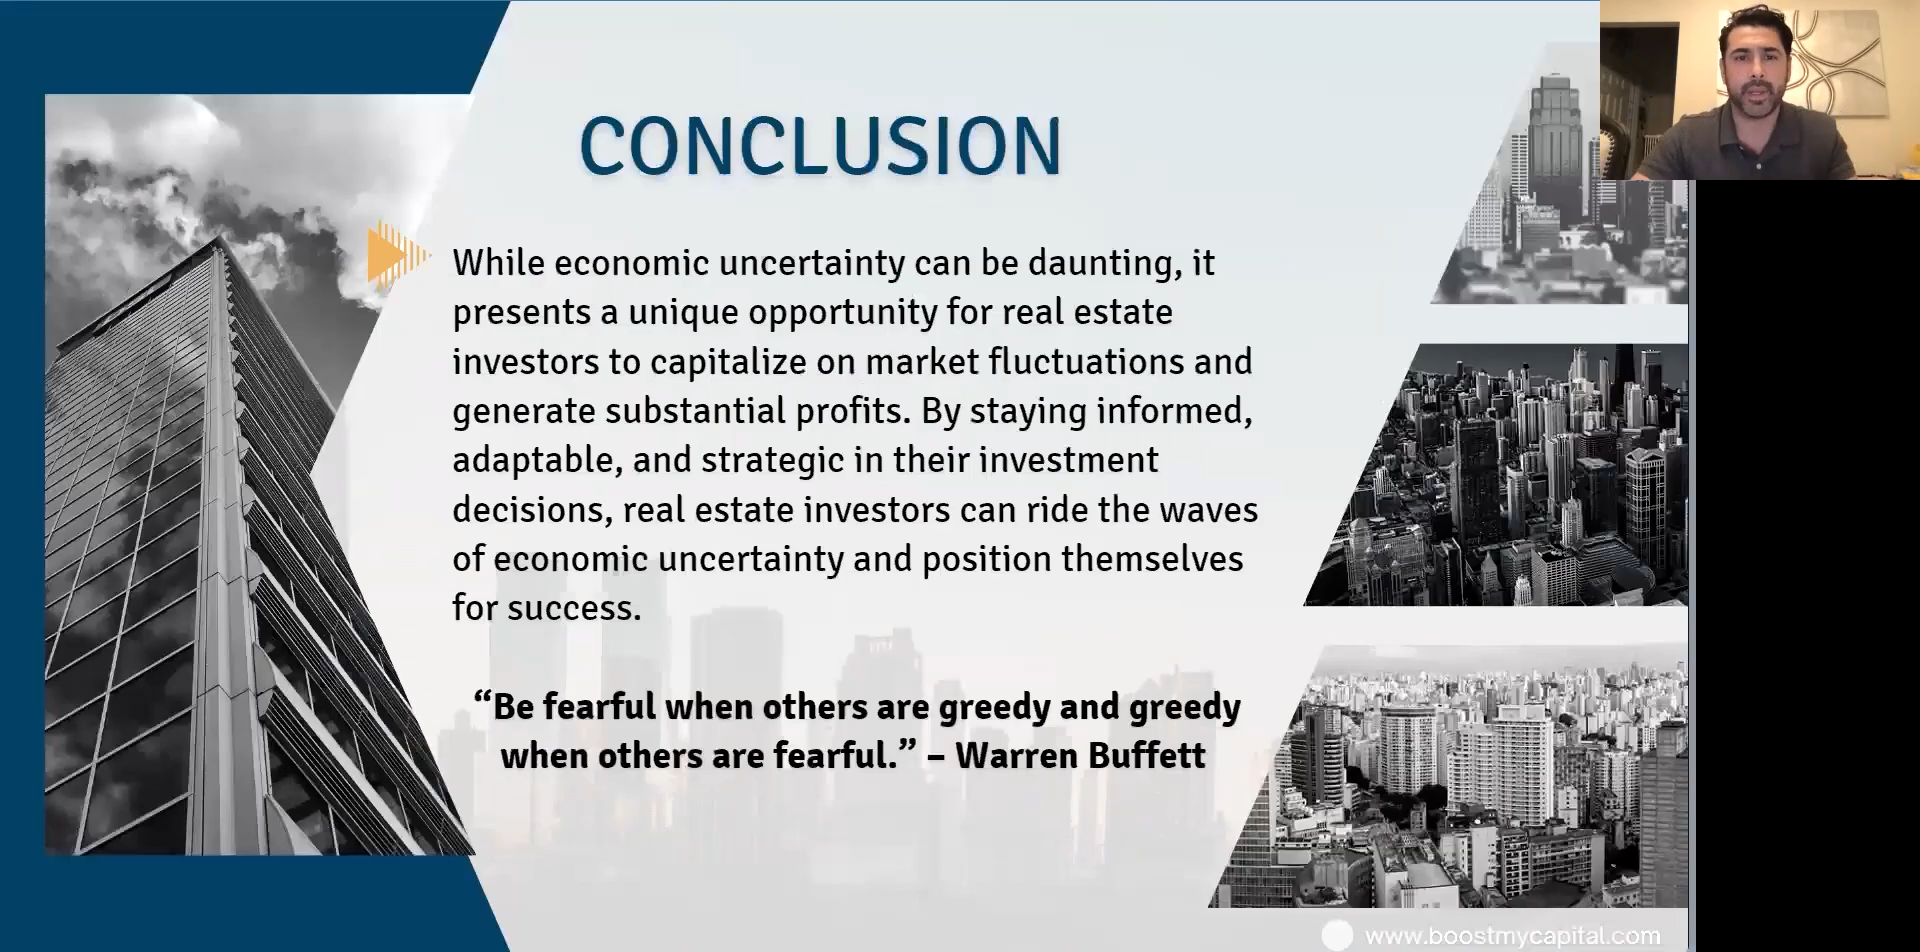 CONCLUSION
While economic uncertainty can be daunting, it
presents a unique opportunity for real estate
investors to capitalize on market fluctuations and
generate substantial profits. By staying informed,
adaptable, and strategic in their investment
decisions, real estate investors can ride the waves
of economic uncertainty and position themselves
for success.
“Be fearful when others are greedy and greedy
when others are fearful.” – Warren Buffett
www.boostmycapital.com